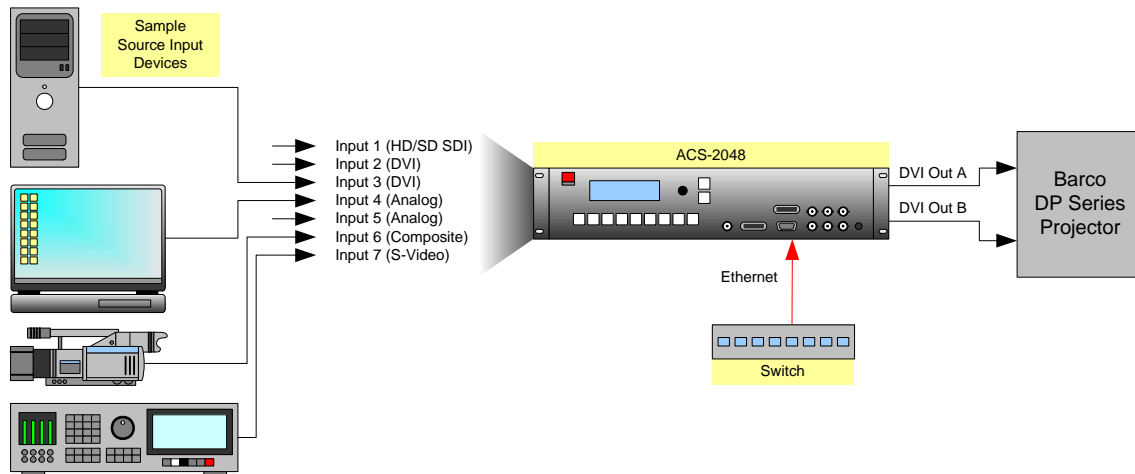 Sample
Source Input
Devices
Input 1 (HD/SD SDI)
Input 2 (DVI)
Input 3 (DVI)
Input 4 (Analog)
Input 5 (Analog)
Input 6 (Composite)
Input 7 (S-Video)
ACS-2048
DVI Out A
DVI Out B
Barco
DP Series
Projector
Ethernet
Switch